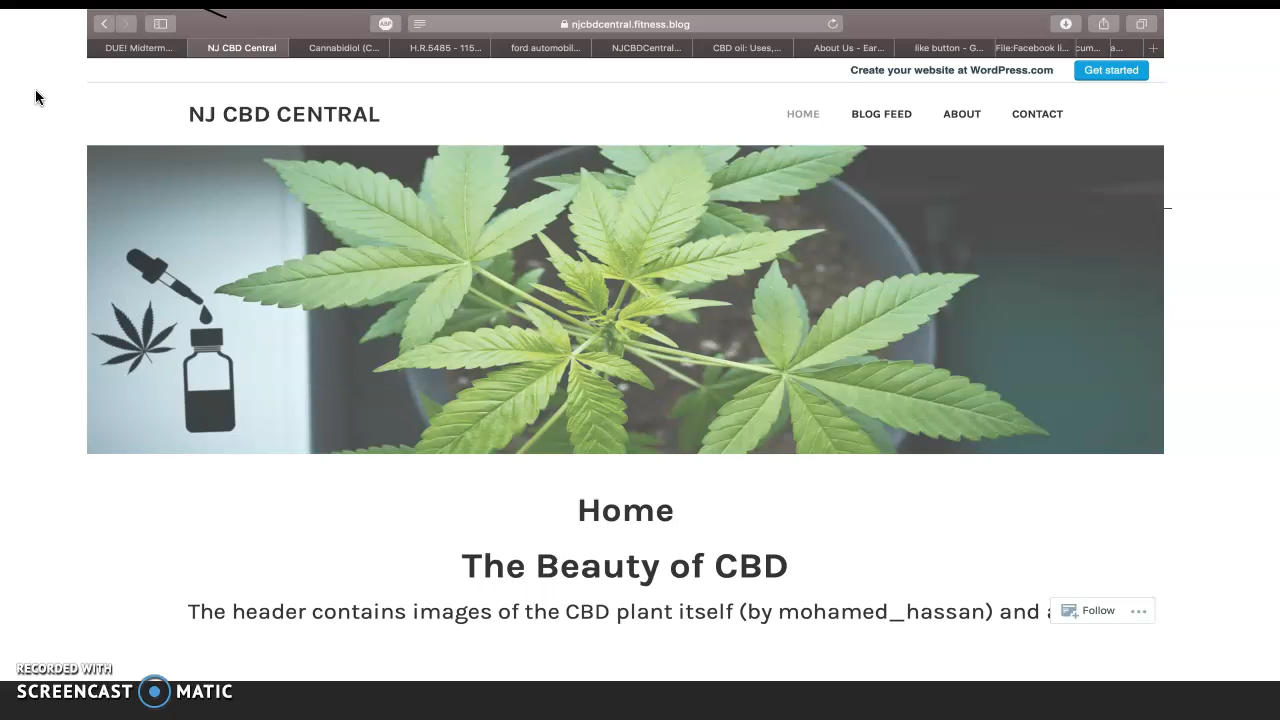 ABP
njcbdcentral.fitness.blog
DUE! Midterm...
NJ CBD Central
Cannabidiol (C...
H.R.5485 - 115...
ford automobil...
NJCBDCentral...
CBD oil: Uses,...
About Us - Ear...
like button - G...
File:Facebook li...
cum...
a...
Create your website at WordPress.com
Get started
NJ CBD CENTRAL
HOME
BLOG FEED
ABOUT
CONTACT
Home
The Beauty of CBD
The header contains images of the CBD plant itself (by mohamed_hassan) and
Follow
RECORDED WITH
SCREENCAST MATIC